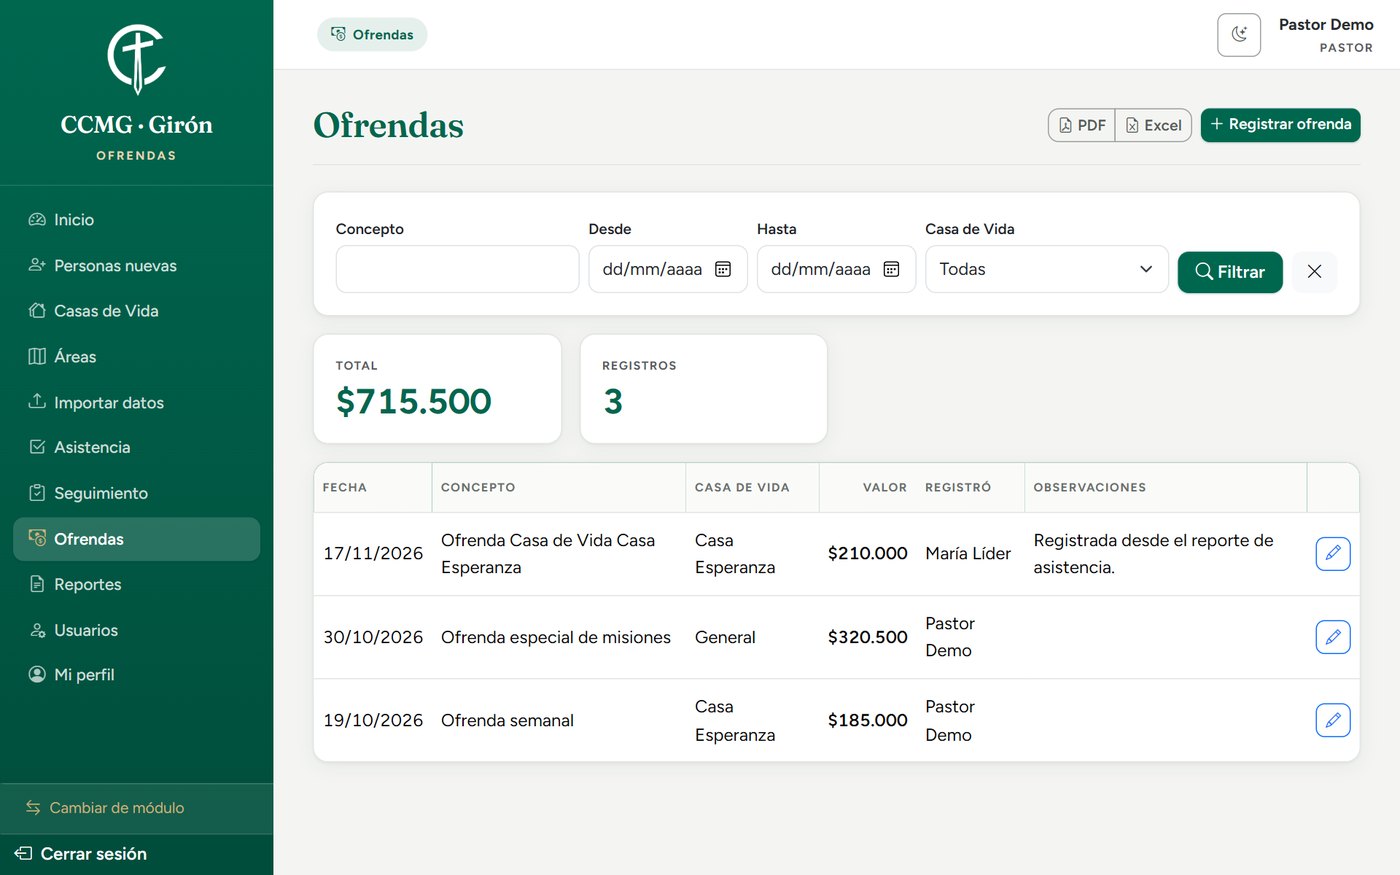 CCMG · Girón
OFRENDAS
Inicio
Personas nuevas
Casas de Vida
Áreas
Importar datos
Asistencia
Seguimiento
Ofrendas
Reportes
Usuarios
Mi perfil
Cambiar de módulo
Cerrar sesión
Ofrendas
Pastor Demo
PASTOR
Ofrendas
PDF
Excel
+ Registrar ofrenda
Concepto
Desde
Hasta
Casa de Vida
dd/mm/aaaa
dd/mm/aaaa
Todas
Filtrar
TOTAL
$715.500
REGISTROS
3
FECHA CONCEPTO CASA DE VIDA VALOR REGISTRÓ OBSERVACIONES
17/11/2026
Ofrenda Casa de Vida Casa
Esperanza
Casa
Esperanza
$210.000
María Líder
Registrada desde el reporte de
asistencia.
30/10/2026
Ofrenda especial de misiones
General
$320.500
Pastor
Demo
19/10/2026
Ofrenda semanal
Casa
Esperanza
$185.000
Pastor
Demo